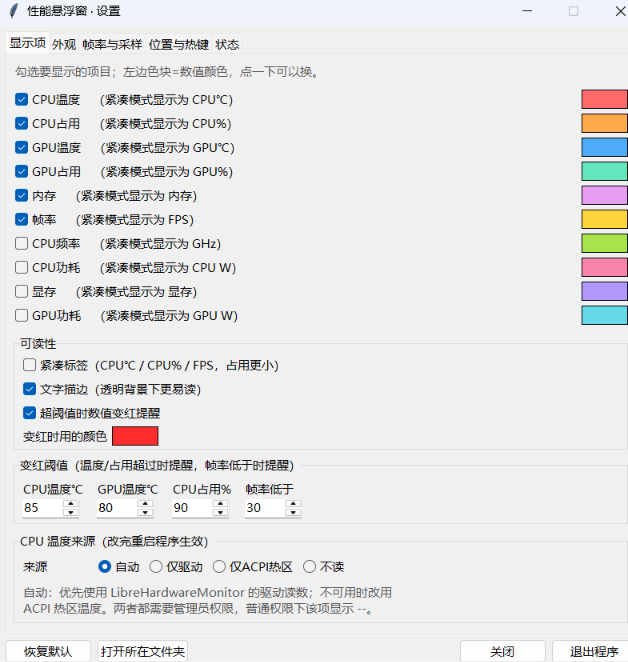 性能悬浮窗 · 设置
显示项 外观 帧率与采样 位置与热键 状态
勾选要显示的项目；左边色块=数值颜色，点一下可以换。
CPU温度 （紧凑模式显示为 CPU℃）
CPU占用 （紧凑模式显示为 CPU%）
GPU温度 （紧凑模式显示为 GPU℃）
GPU占用 （紧凑模式显示为 GPU%）
内存 （紧凑模式显示为 内存）
帧率 （紧凑模式显示为 FPS）
CPU频率 （紧凑模式显示为 GHz）
CPU功耗 （紧凑模式显示为 CPU W）
显存 （紧凑模式显示为 显存）
GPU功耗 （紧凑模式显示为 GPU W）
可读性
紧凑标签（CPU℃ / CPU% / FPS，占用更小）
文字描边（透明背景下更易读）
超阈值时数值变红提醒
变红时用的颜色
变红阈值（温度/占用超过时提醒，帧率低于时提醒）
CPU温度℃ GPU温度℃ CPU占用% 帧率低于
85 80 90 30
CPU 温度来源（改完重启程序生效）
来源 自动 仅驱动 仅ACPI热区 不读
自动：优先使用 LibreHardwareMonitor 的驱动读数；不可用时改用
ACPI 热区温度。两者都需要管理员权限，普通权限下该项显示 --。
恢复默认 打开所在文件夹 关闭 退出程序